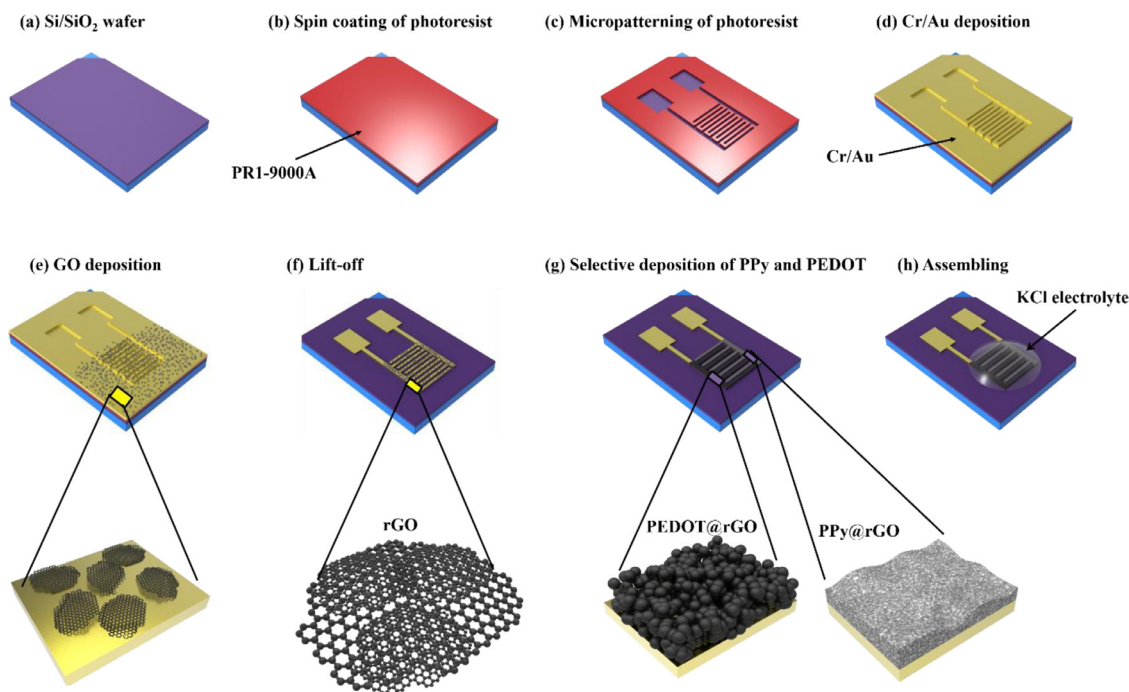 (a) Si/SiO₂ wafer
(b) Spin coating of photoresist
(c) Micropatterning of photoresist
(d) Cr/Au deposition
PR1-9000A
Cr/Au
(e) GO deposition
(f) Lift-off
(g) Selective deposition of PPy and PEDOT
(h) Assembling
KCl electrolyte
rGO
PEDOT@rGO
PPy@rGO